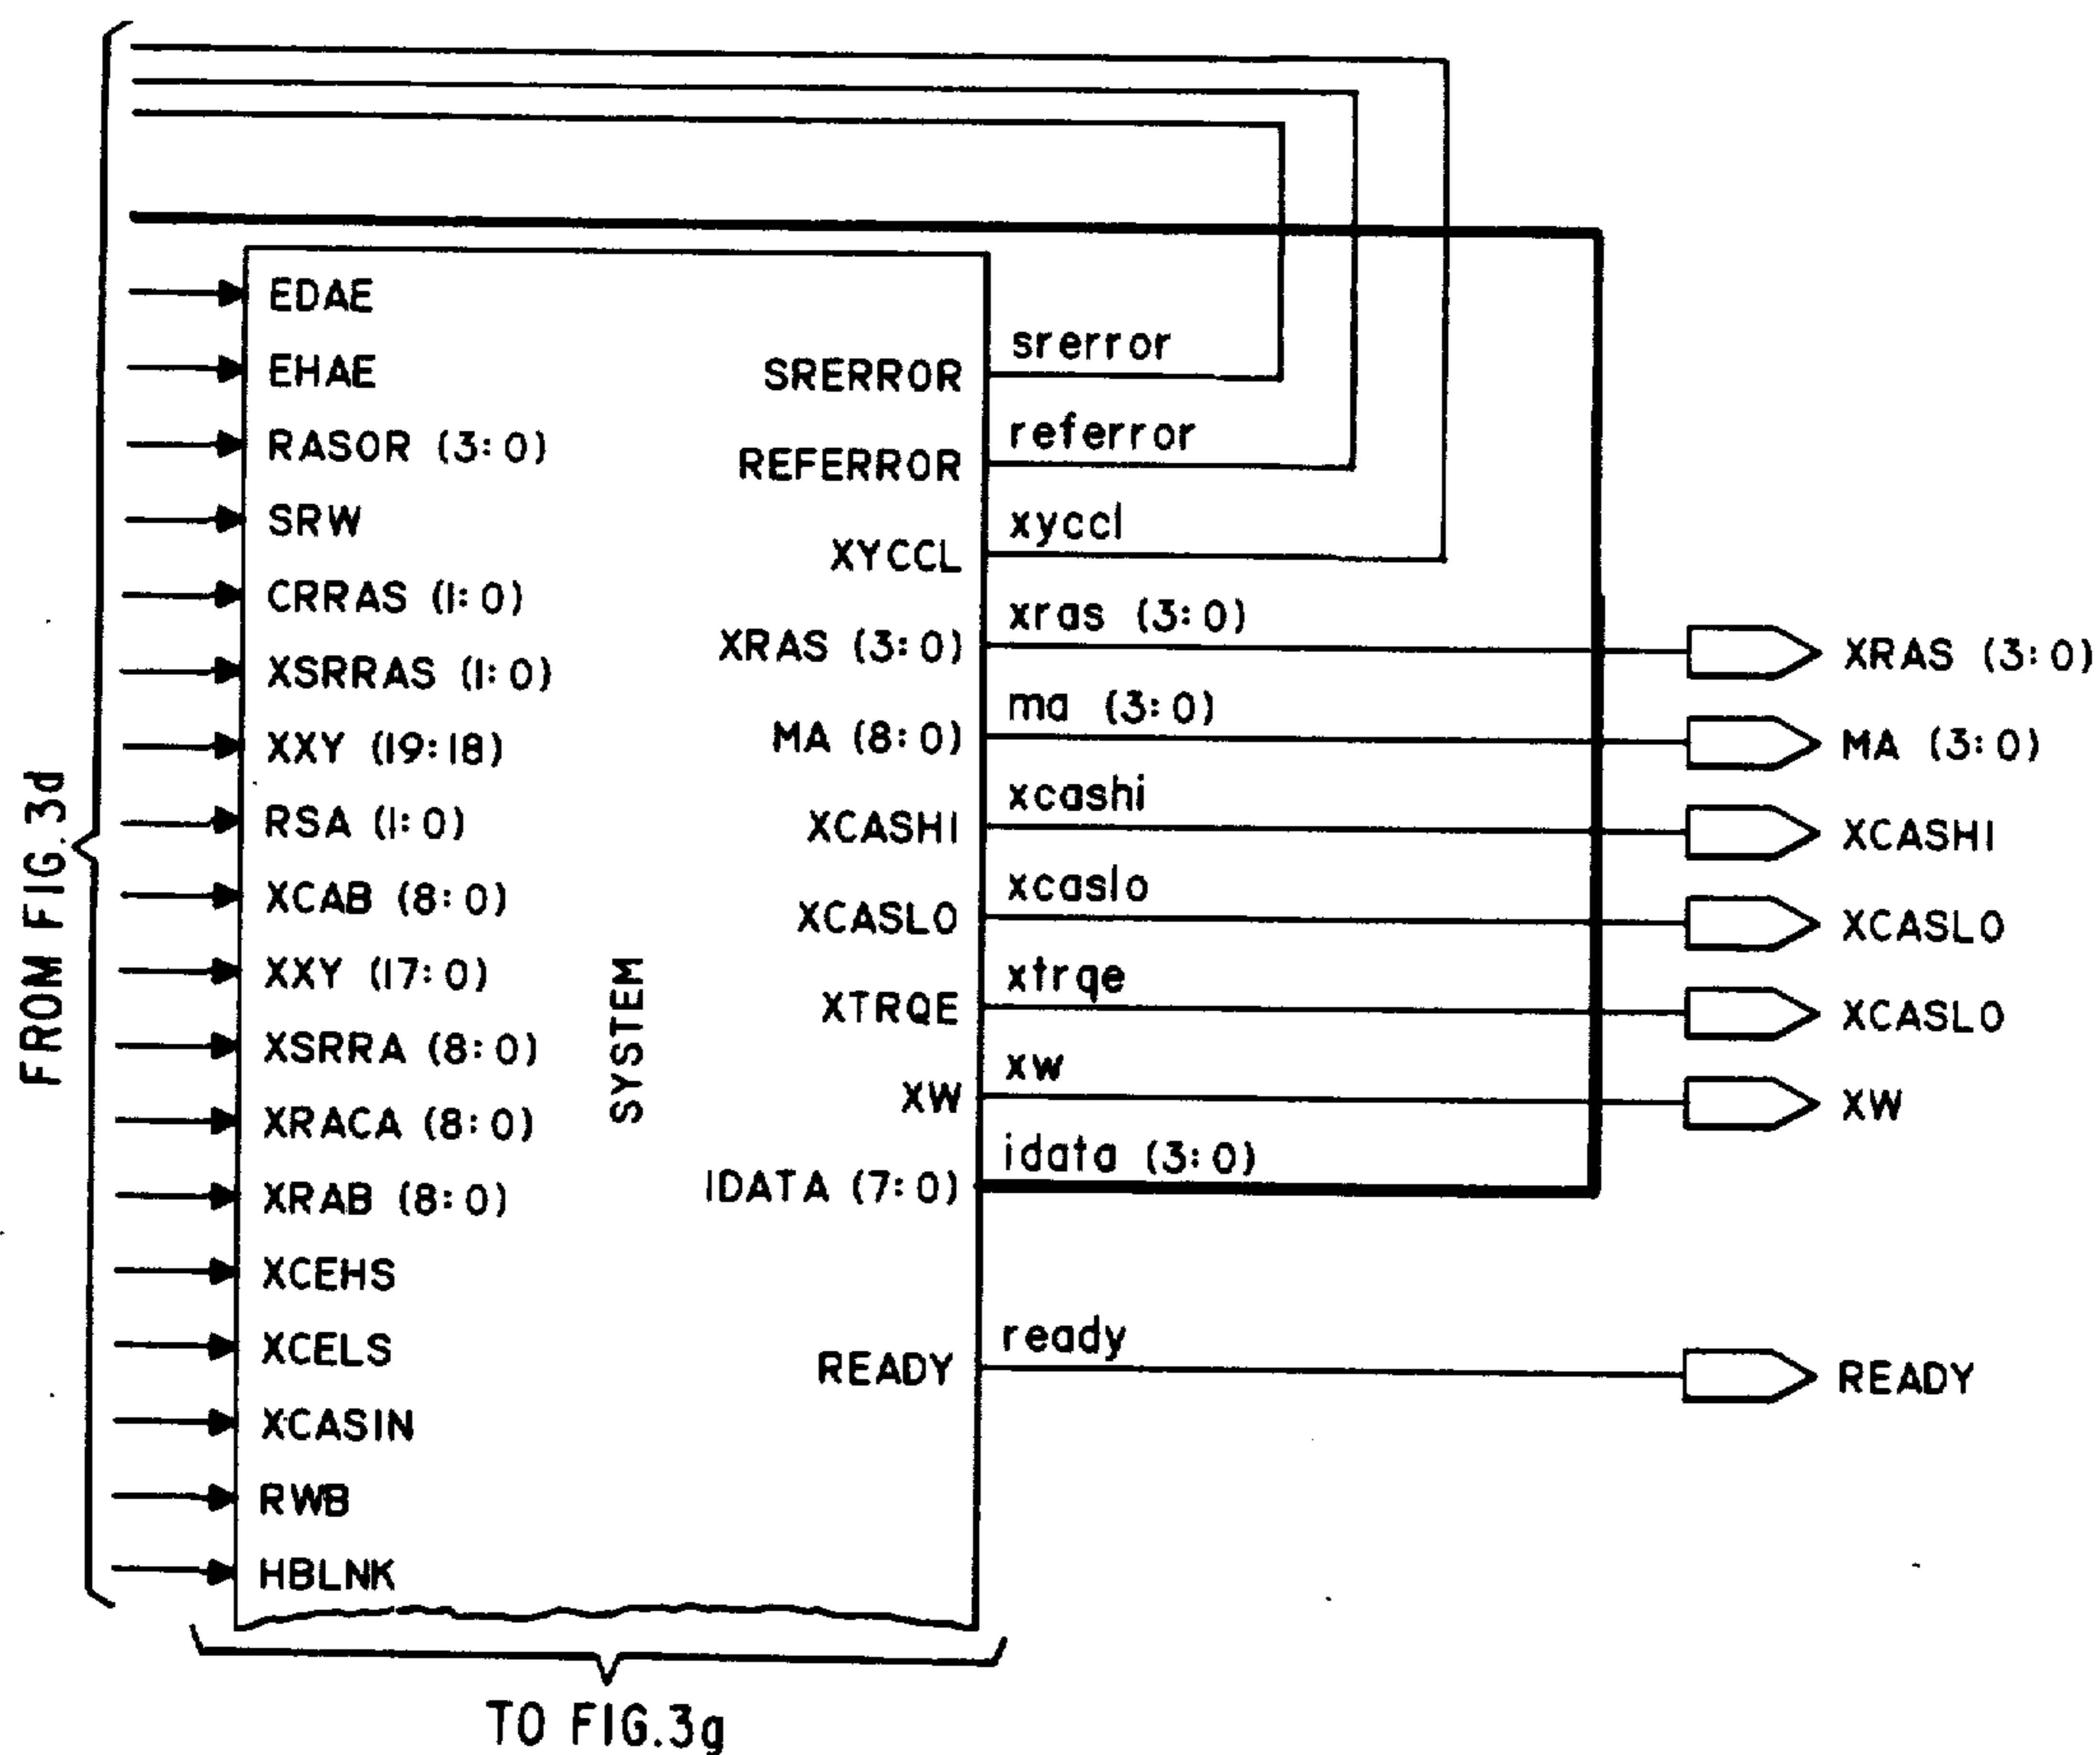 FROM FIG.3d
EDAE
EHAE
RASOR (3:0)
SRW
CRRAS (1:0)
XSRRAS (1:0)
XXY (19:18)
RSA (1:0)
XCAB (8:0)
XXY (17:0)
XSRRA (8:0)
XRACA (8:0)
XRAB (8:0)
XCEHS
XCELS
XCASIN
RWB
HBLNK
SYSTEM
SRERROR
srerror
REFERROR
referror
XYCCL
xyccl
XRAS (3:0)
xras (3:0)
XRAS (3:0)
MA (8:0)
ma (3:0)
MA (3:0)
XCASHI
xcashi
XCASHI
XCASLO
xcaslo
XCASLO
XTRQE
xtrqe
XCASLO
XW
xw
XW
IDATA (7:0)
idata (3:0)
READY
ready
READY
TO FIG.3g